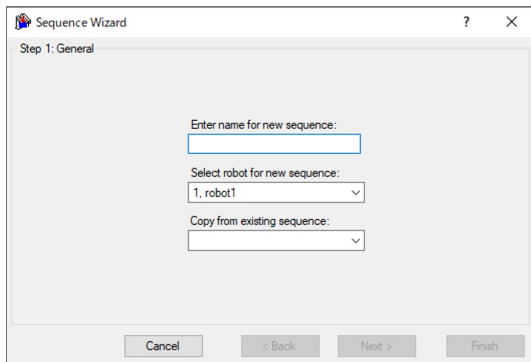 Sequence Wizard
?
Step 1: General
Enter name for new sequence:
Select robot for new sequence:
1, robot1
Copy from existing sequence:
Cancel
< Back
Next >
Finish